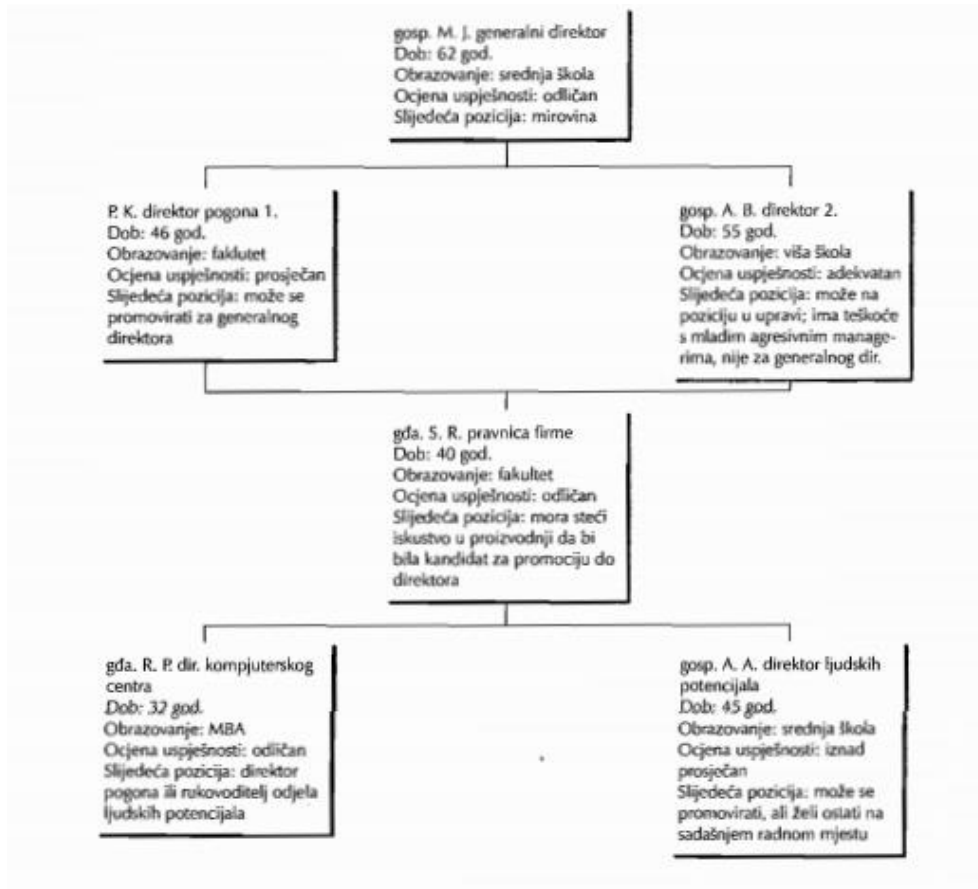 gosp. M. J. generalni direktor
Dob: 62 god.
Obrazovanje: srednja škola
Ocjena uspješnosti: odličan
Slijedeća pozicija: mirovina
P. K. direktor pogona 1.
Dob: 46 god.
Obrazovanje: faklutet
Ocjena uspješnosti: prosječan
Slijedeća pozicija: može se
promovirati za generalnog
direktora
gosp. A. B. direktor 2.
Dob: 55 god.
Obrazovanje: viša škola
Ocjena uspješnosti: adekvatan
Slijedeća pozicija: može na
poziciju u upravi; ima teškoće
s mladim agresivnim manage-
rima, nije za generalnog dir.
gđa. S. R. pravnica firme
Dob: 40 god.
Obrazovanje: fakultet
Ocjena uspješnosti: odličan
Slijedeća pozicija: mora steći
iskustvo u proizvodnji da bi
bila kandidat za promociju do
direktora
gđa. R. P. dir. kompjuterskog
centra
Dob: 32 god.
Obrazovanje: MBA
Ocjena uspješnosti: odličan
Slijedeća pozicija: direktor
pogona ili rukovoditelj odjela
ljudskih potencijala
gosp. A. A. direktor ljudskih
potencijala
Dob: 45 god.
Obrazovanje: srednja škola
Ocjena uspješnosti: iznad
prosječan
Slijedeća pozicija: može se
promovirati, ali želi ostati na
sadašnjem radnom mjestu